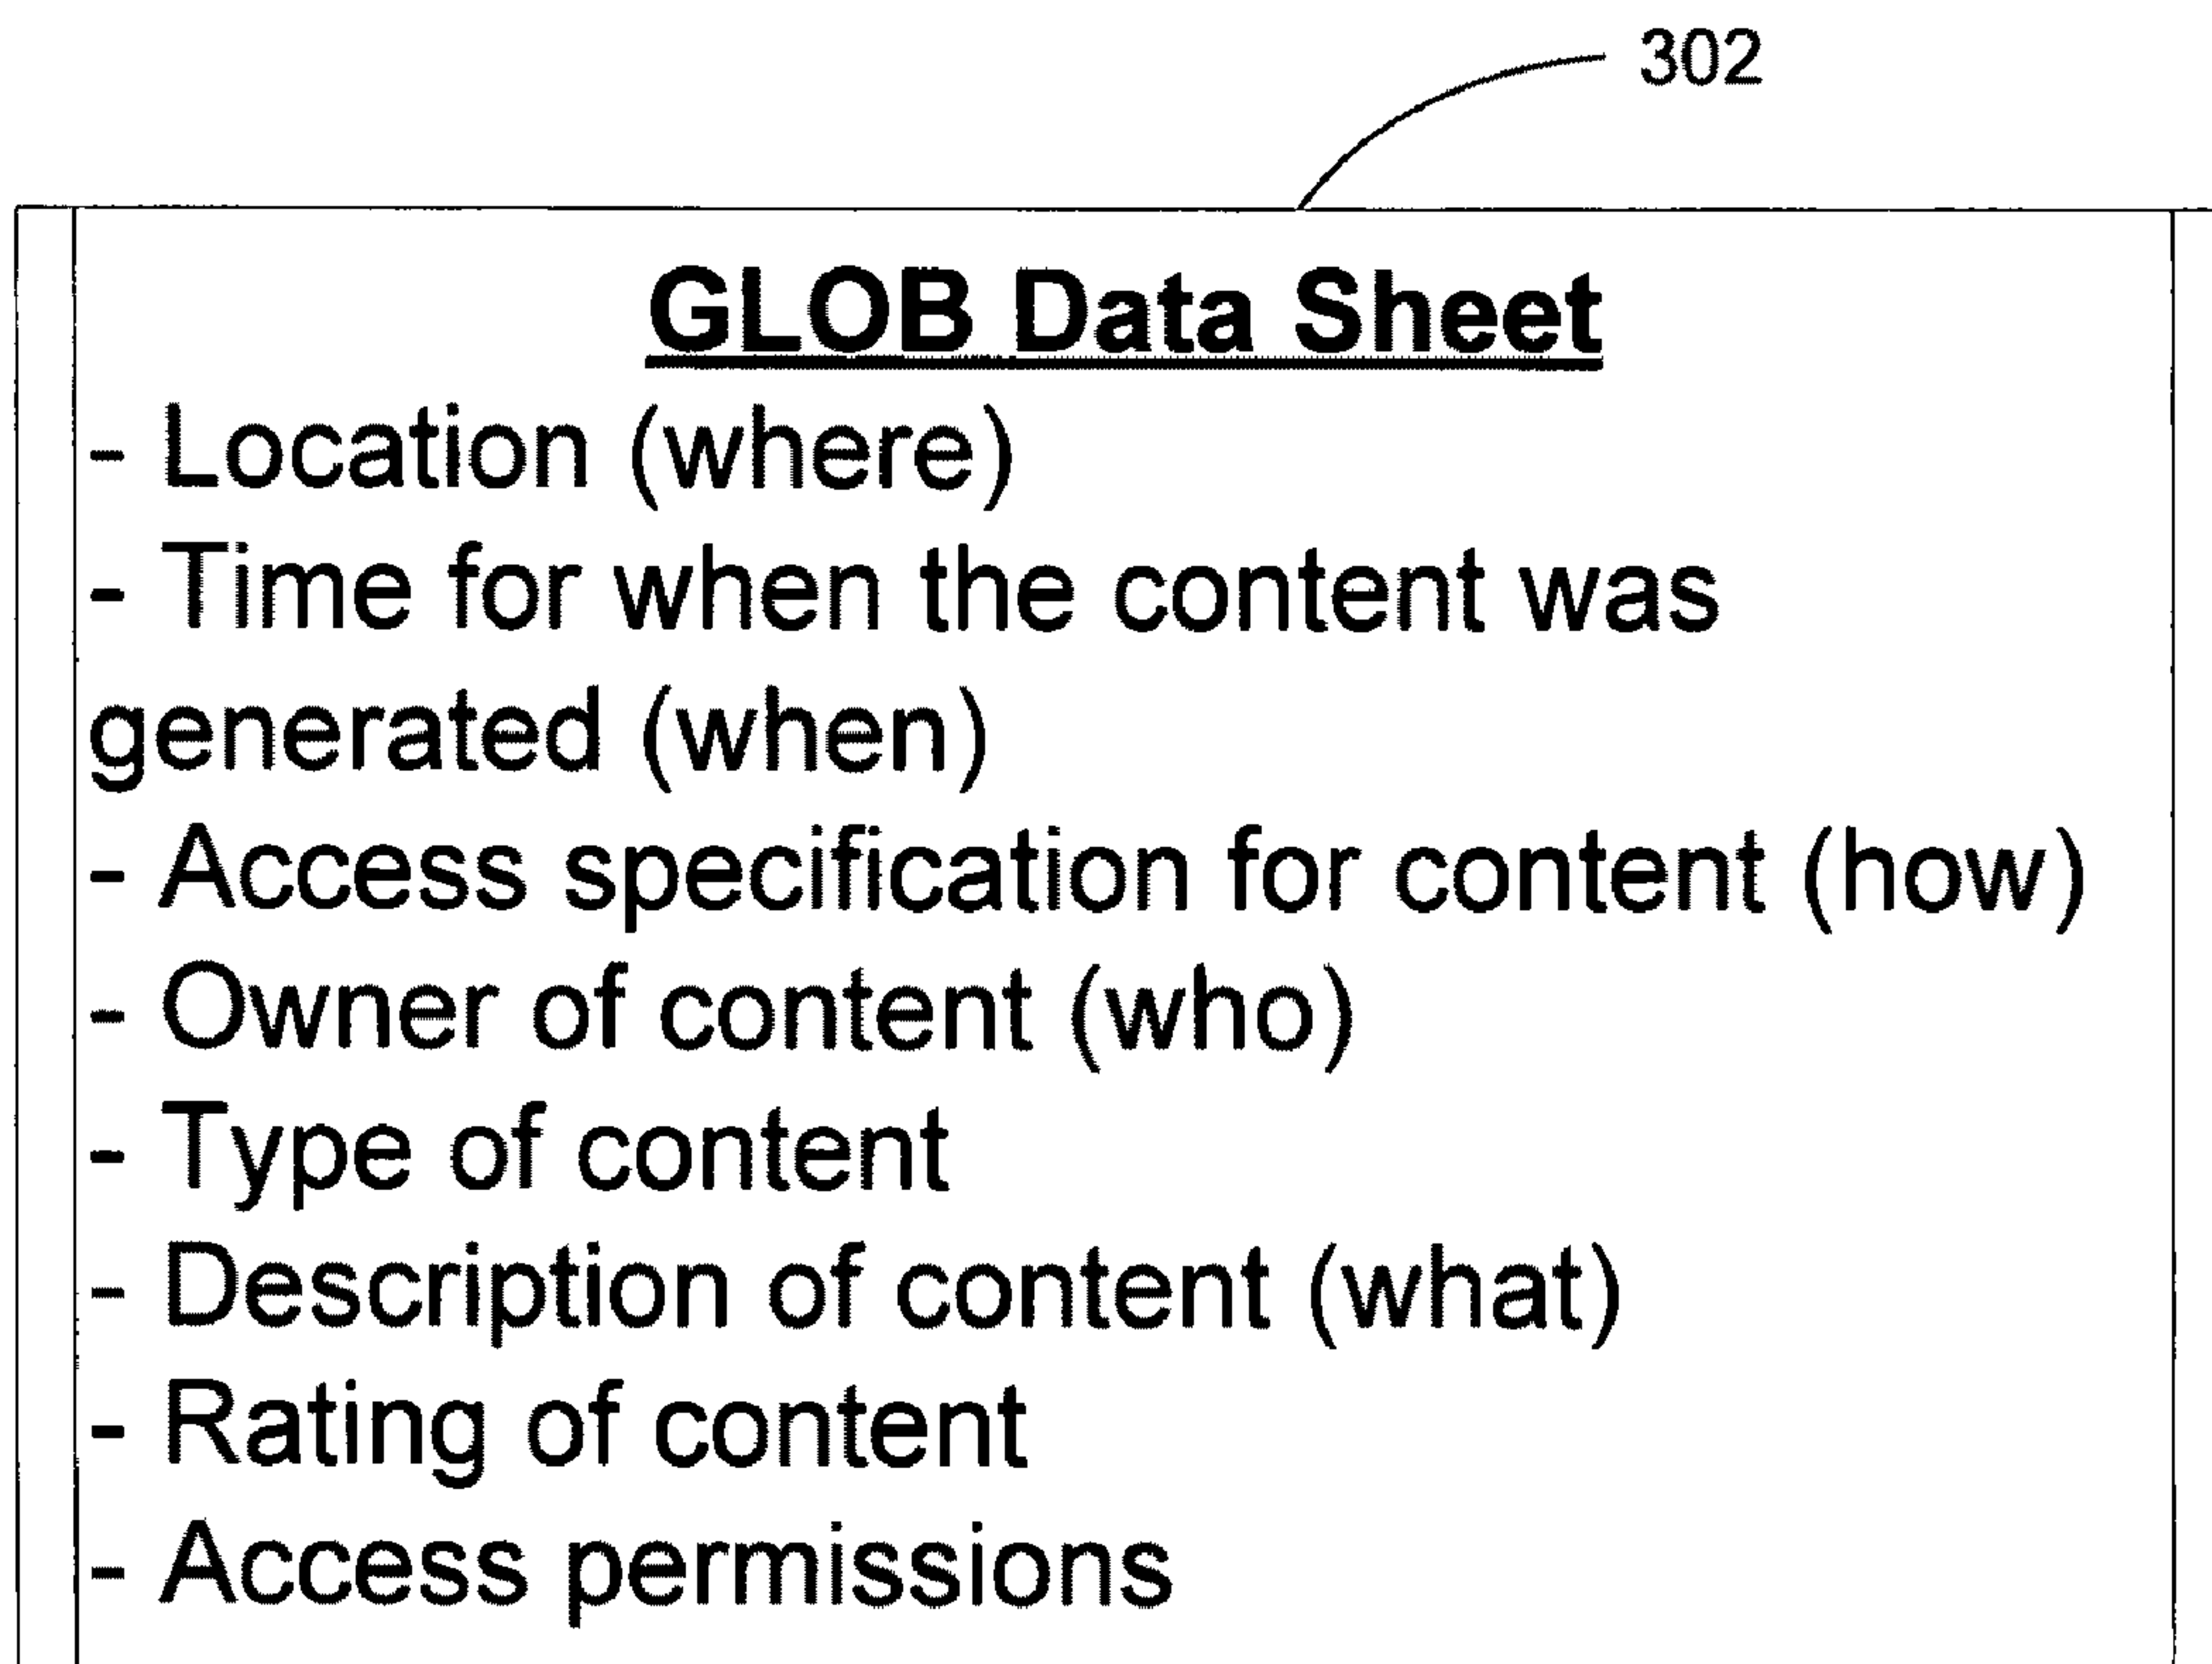 302
GLOB Data Sheet
- Location (where)
- Time for when the content was
generated (when)
- Access specification for content (how)
- Owner of content (who)
- Type of content
- Description of content (what)
- Rating of content
- Access permissions